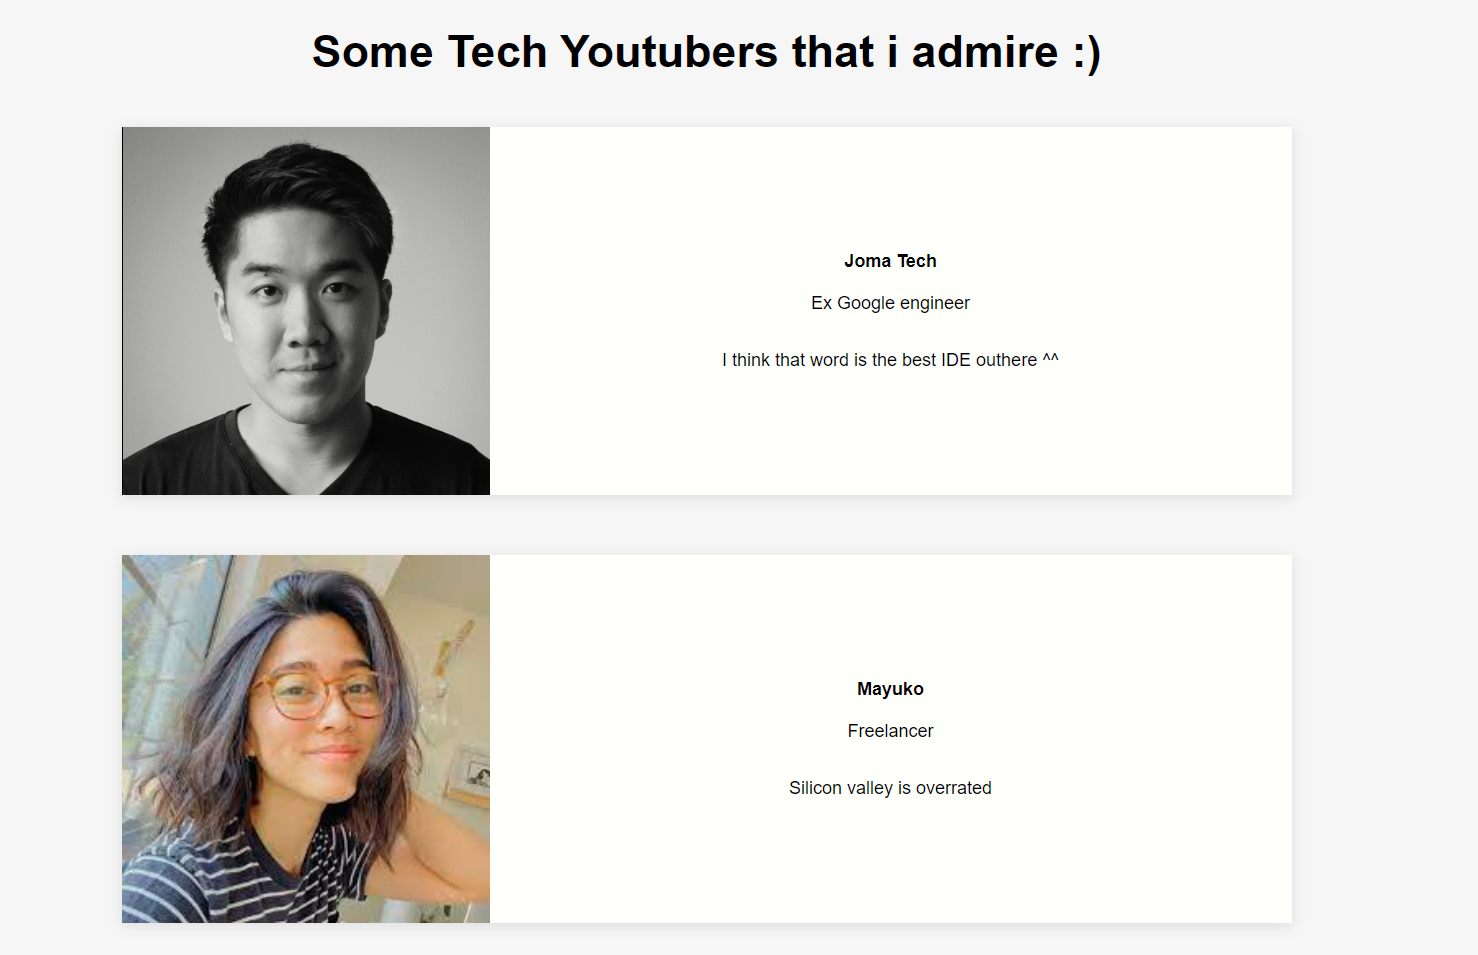 Some Tech Youtubers that i admire :)
Joma Tech
Ex Google engineer
I think that word is the best IDE outhere ^^
Mayuko
Freelancer
Silicon valley is overrated